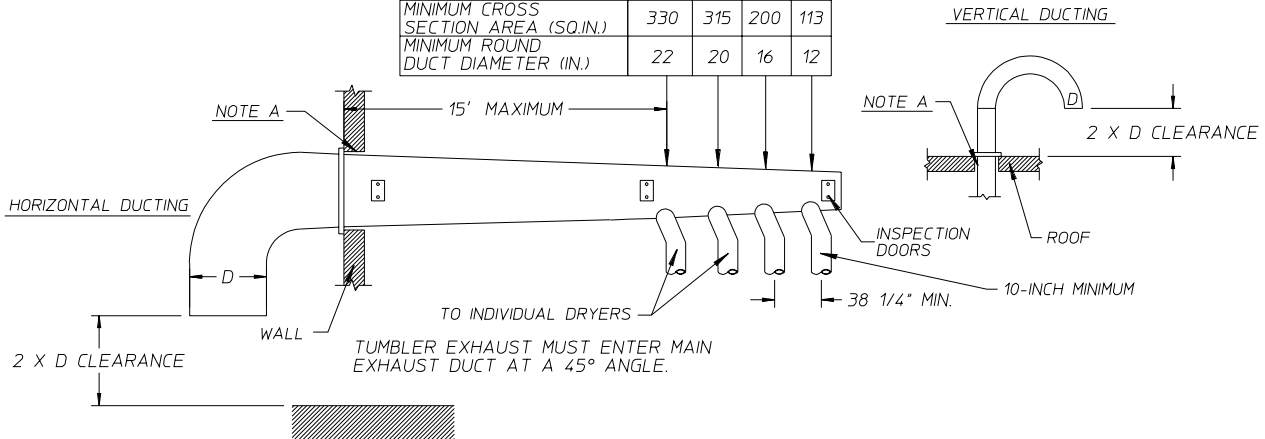 MINIMUM CROSS
SECTION AREA (SQ.IN.)
330 315 200 113
MINIMUM ROUND
DUCT DIAMETER (IN.)
22 20 16 12
VERTICAL DUCTING
NOTE A
15' MAXIMUM
NOTE A
D
2 X D CLEARANCE
HORIZONTAL DUCTING
INSPECTION
DOORS
ROOF
D
10-INCH MINIMUM
38 1/4" MIN.
TO INDIVIDUAL DRYERS
WALL
2 X D CLEARANCE
TUMBLER EXHAUST MUST ENTER MAIN
EXHAUST DUCT AT A 45° ANGLE.